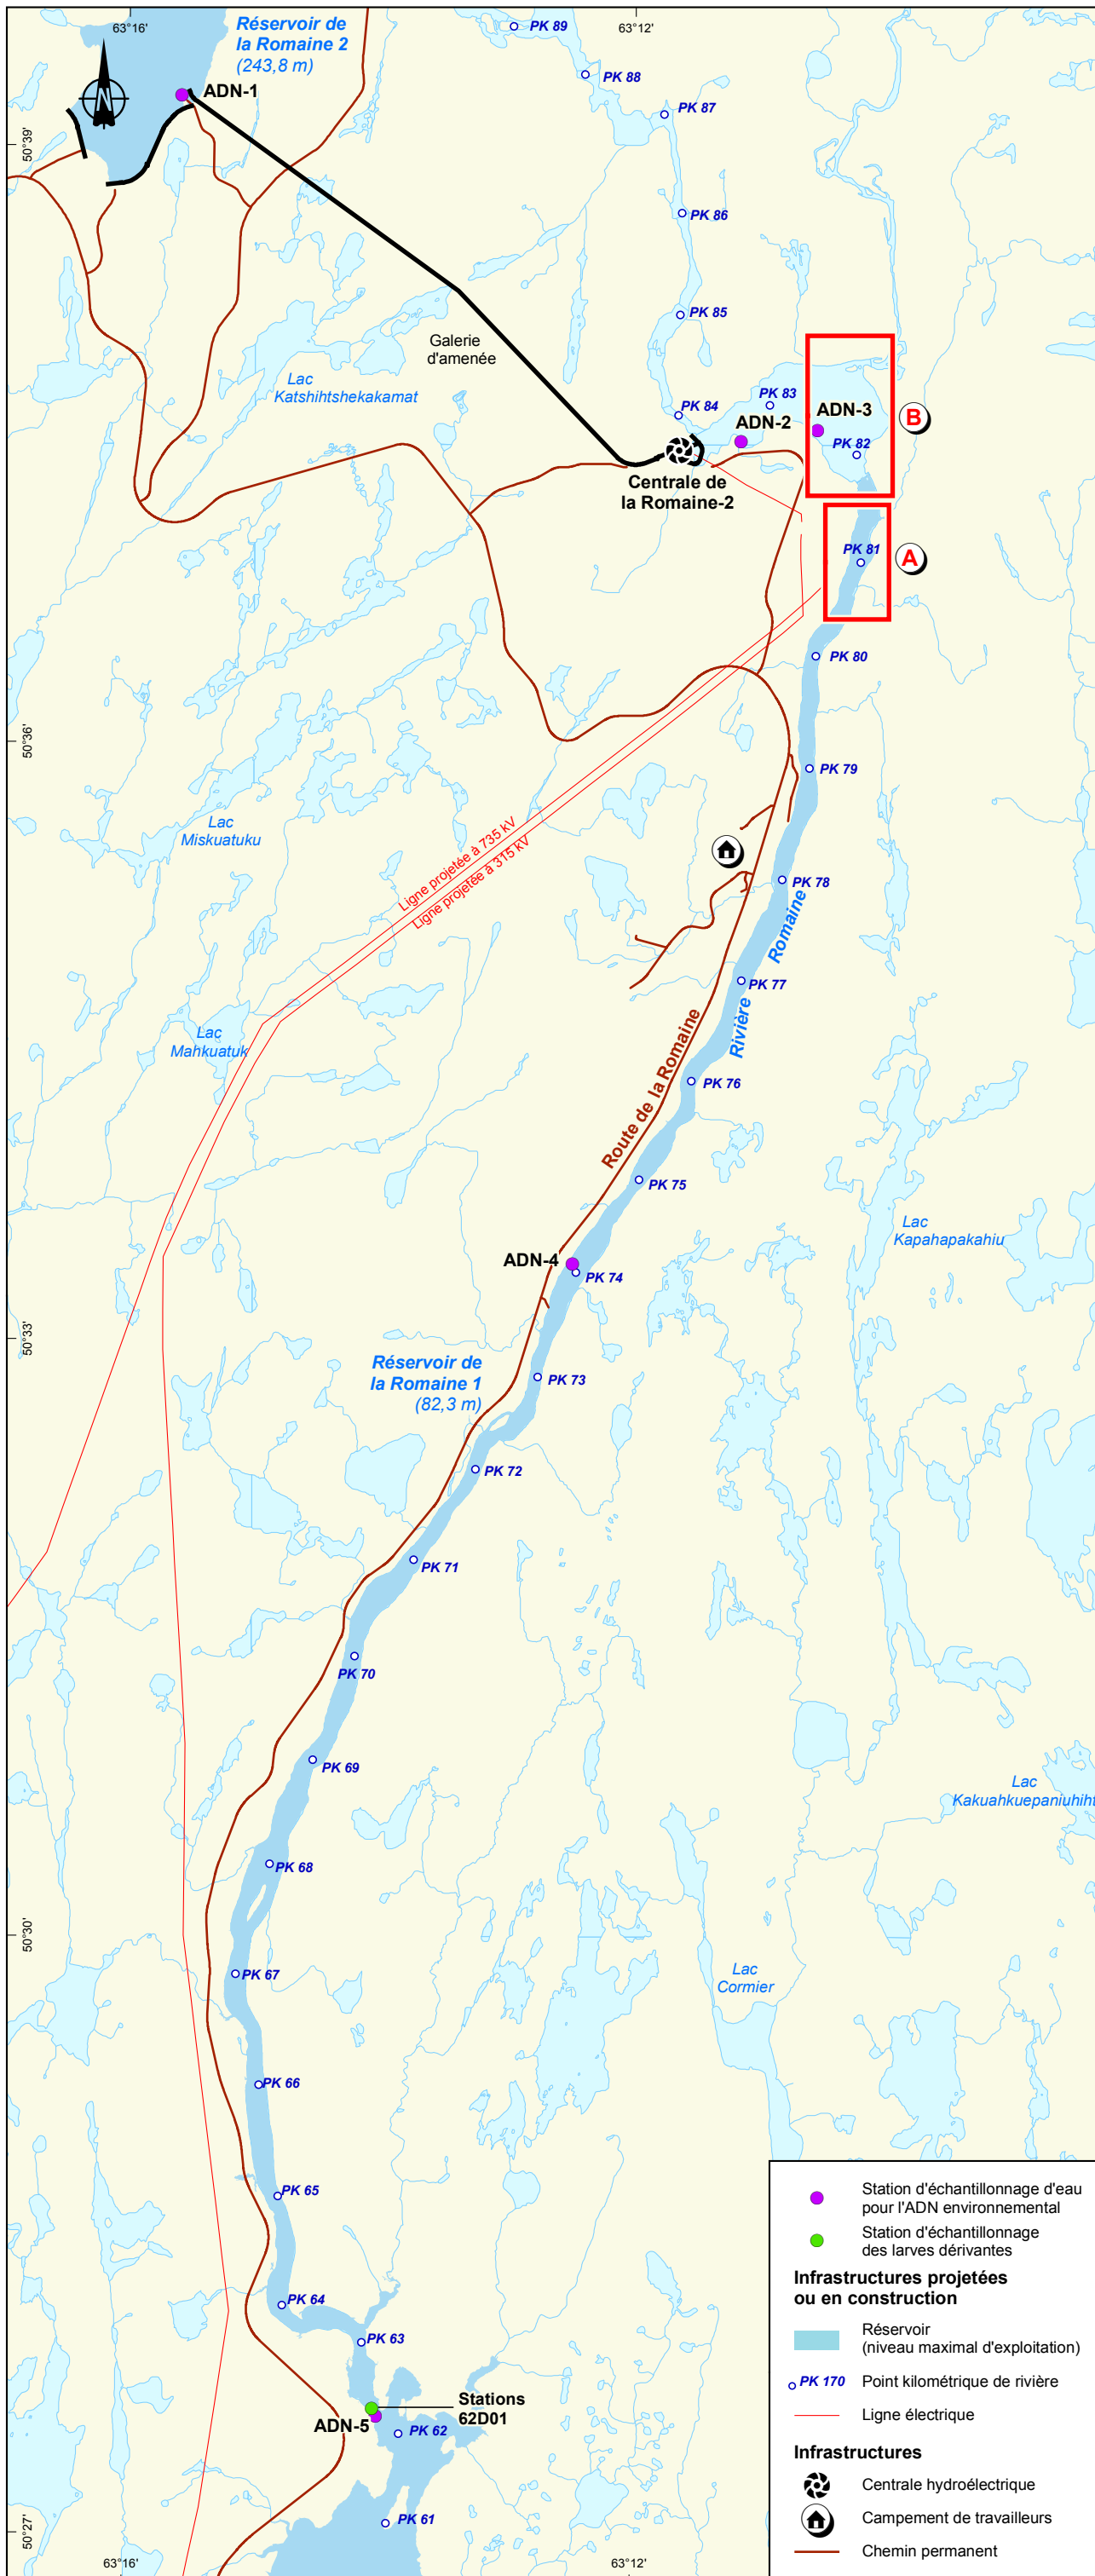 63°16'
63°12'
Réservoir de
la Romaine 2
(243,8 m)
PK 89
PK 88
ADN-1
PK 87
N
50°39'
PK 86
PK 85
Galerie
d'amenée
Lac
Katshihtshekakamat
PK 83
PK 84
ADN-3
B
ADN-2
PK 82
Centrale de
la Romaine-2
PK 81
A
PK 80
50°36'
PK 79
Lac
Miskuatuku
Ligne projetée à 735 kV
Ligne projetée à 315 kV
PK 78
Rivière Romaine
PK 77
Lac
Mahkuatuk
Route de la Romaine
PK 76
PK 75
Lac
Kapahapakahiu
ADN-4
PK 74
50°33'
Réservoir de
la Romaine 1
(82,3 m)
PK 73
PK 72
PK 71
PK 70
PK 69
Lac
Kakuahkuepaniuhiht
PK 68
50°30'
PK 67
Lac
Cormier
PK 66
PK 65
PK 64
PK 63
Stations
62D01
ADN-5
PK 62
PK 61
50°27'
63°16'
63°12'
Station d'échantillonnage d'eau
pour l'ADN environnemental
Station d'échantillonnage
des larves dérivantes
Infrastructures projetées
ou en construction
Réservoir
(niveau maximal d'exploitation)
PK 170 Point kilométrique de rivière
Ligne électrique
Infrastructures
Centrale hydroélectrique
Campement de travailleurs
Chemin permanent